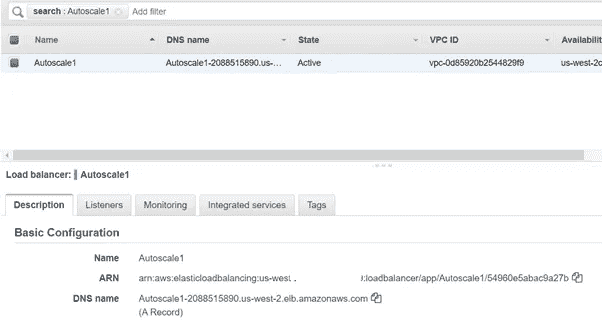 search : Autoscale1 Add filter
Name DNS name State VPC ID Availabili
Autoscale1 Autoscale1-2088515890.us-... Active vpc-0d85920b2544829f9 us-west-2c
Load balancer: Autoscale1
Description Listeners Monitoring Integrated services Tags
Basic Configuration
Name Autoscale1
ARN arn:aws:elasticloadbalancing:us-west :loadbalancer/app/Autoscale1/54960e5abac9a27b
DNS name Autoscale1-2088515890.us-west-2.elb.amazonaws.com
(A Record)